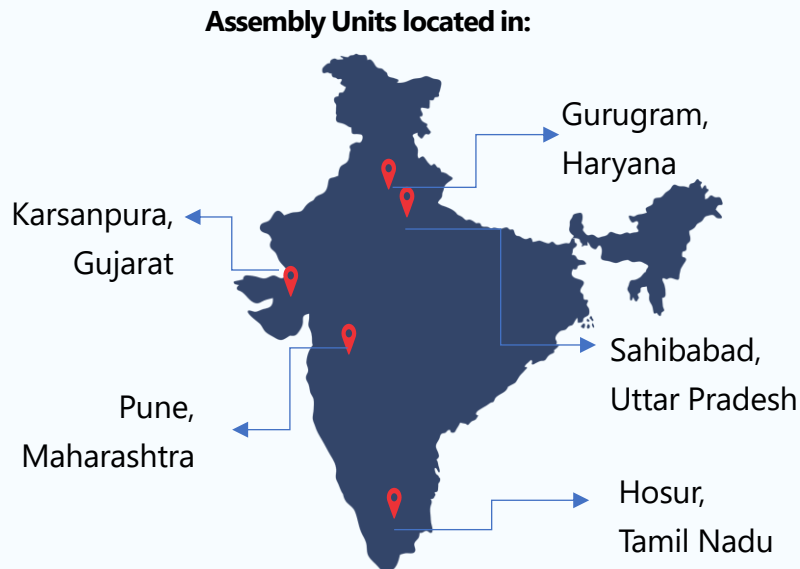 Assembly Units located in:
Gurugram,
Haryana
Karsanpura,
Gujarat
Sahibabad,
Uttar Pradesh
Pune,
Maharashtra
Hosur,
Tamil Nadu